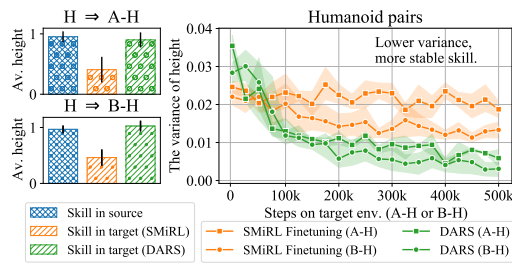 H ⇒ A-H
Av. height
1
0
H ⇒ B-H
Av. height
1
0
Skill in source
Skill in target (SMiRL)
Skill in target (DARS)
Humanoid pairs
Lower variance,
more stable skill.
The variance of height
0.04
0.03
0.02
0.01
0.00
0 100k 200k 300k 400k 500k
Steps on target env. (A-H or B-H)
SMiRL Finetuning (A-H)
SMiRL Finetuning (B-H)
DARS (A-H)
DARS (B-H)